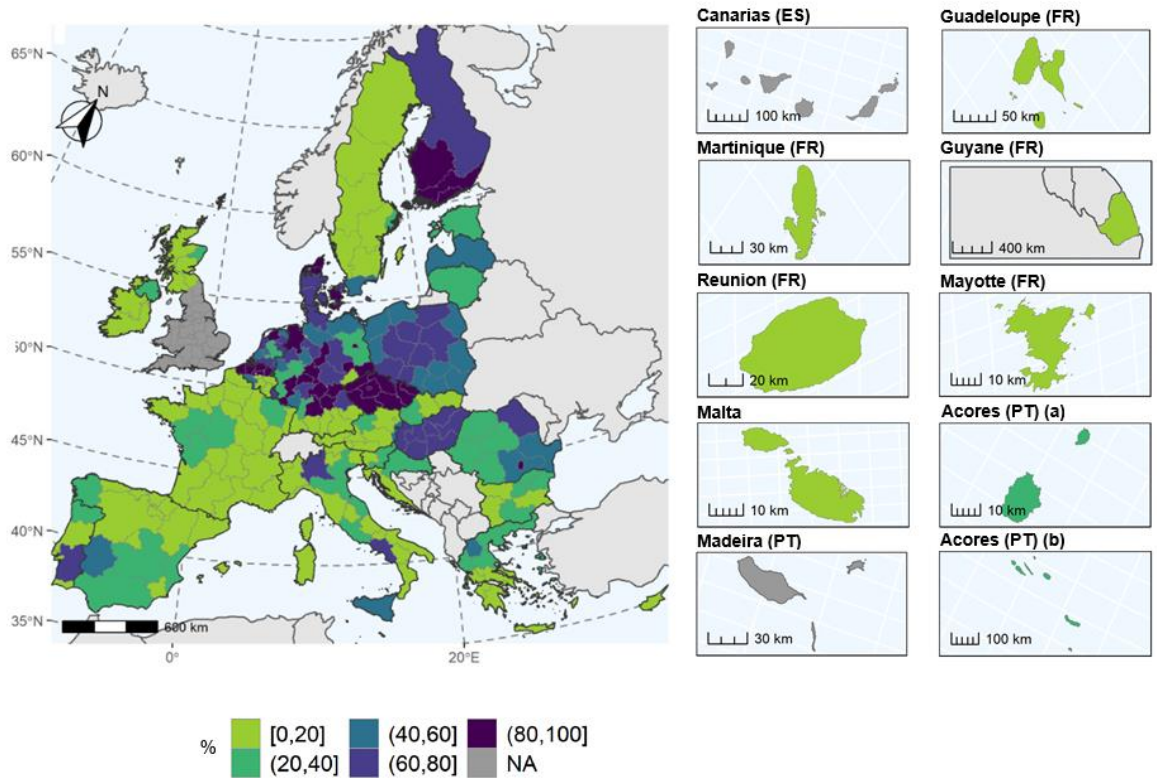 65°N
60°N
55°N
50°N
45°N
40°N
35°N
N
600 km
0°
20°E
Canarias (ES)
100 km
Guadeloupe (FR)
50 km
Martinique (FR)
30 km
Guyane (FR)
400 km
Reunion (FR)
20 km
Mayotte (FR)
10 km
Malta
10 km
Acores (PT) (a)
10 km
Madeira (PT)
30 km
Acores (PT) (b)
100 km
%
[0,20]
(40,60]
(80,100]
(20,40]
(60,80]
NA